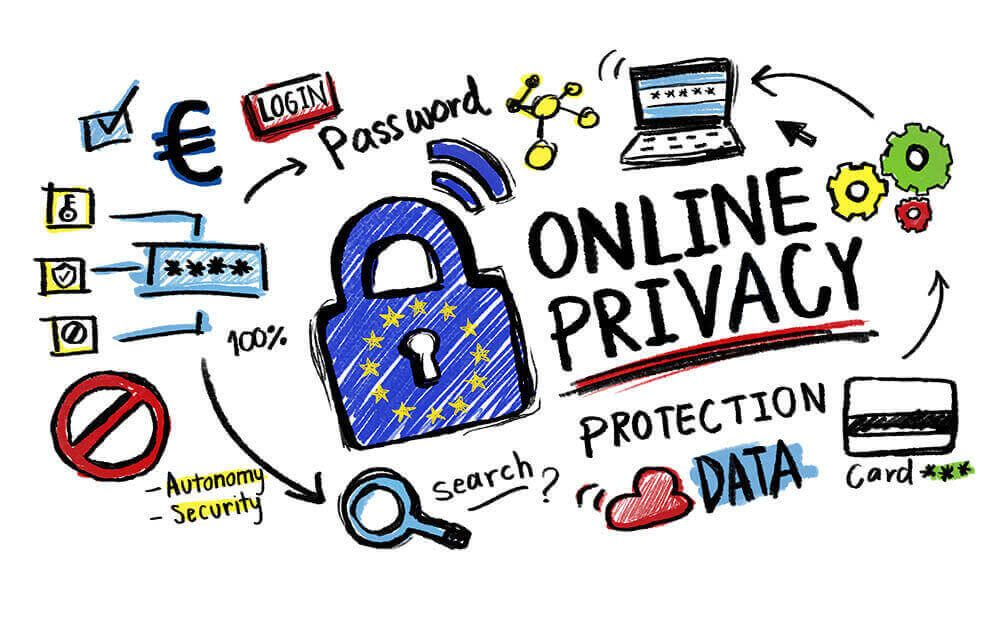 LOGIN
Password
*****
€
ONLINE
PRIVACY
****
100%
PROTECTION
DATA
Card ***
- Autonomy
- Security
search?